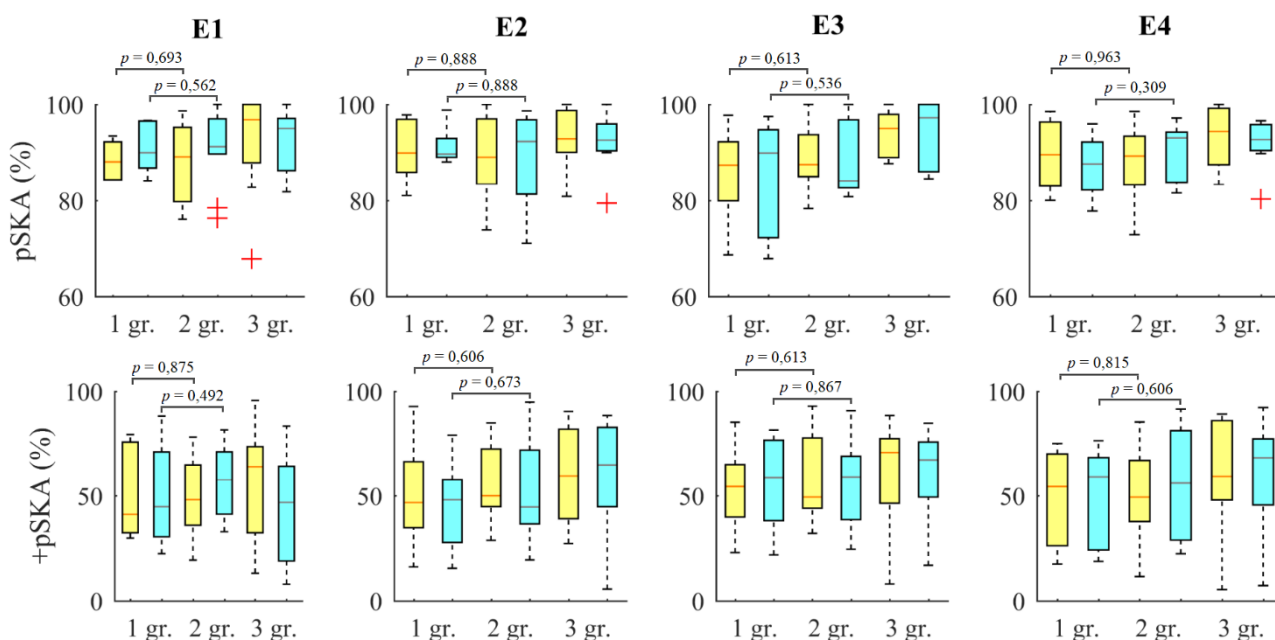 E1 E2 E3 E4
p = 0,693 p = 0,888 p = 0,613 p = 0,963
p = 0,562 p = 0,888 p = 0,536 p = 0,309
100 100 100 100
pSKA (%)
80 80 80 80
60 60 60 60
1 gr. 2 gr. 3 gr. 1 gr. 2 gr. 3 gr. 1 gr. 2 gr. 3 gr. 1 gr. 2 gr. 3 gr.
p = 0,875 p = 0,606 p = 0,613 p = 0,815
p = 0,492 p = 0,673 p = 0,867 p = 0,606
100 100 100 100
+pSKA (%)
50 50 50 50
0 0 0 0
1 gr. 2 gr. 3 gr. 1 gr. 2 gr. 3 gr. 1 gr. 2 gr. 3 gr. 1 gr. 2 gr. 3 gr.